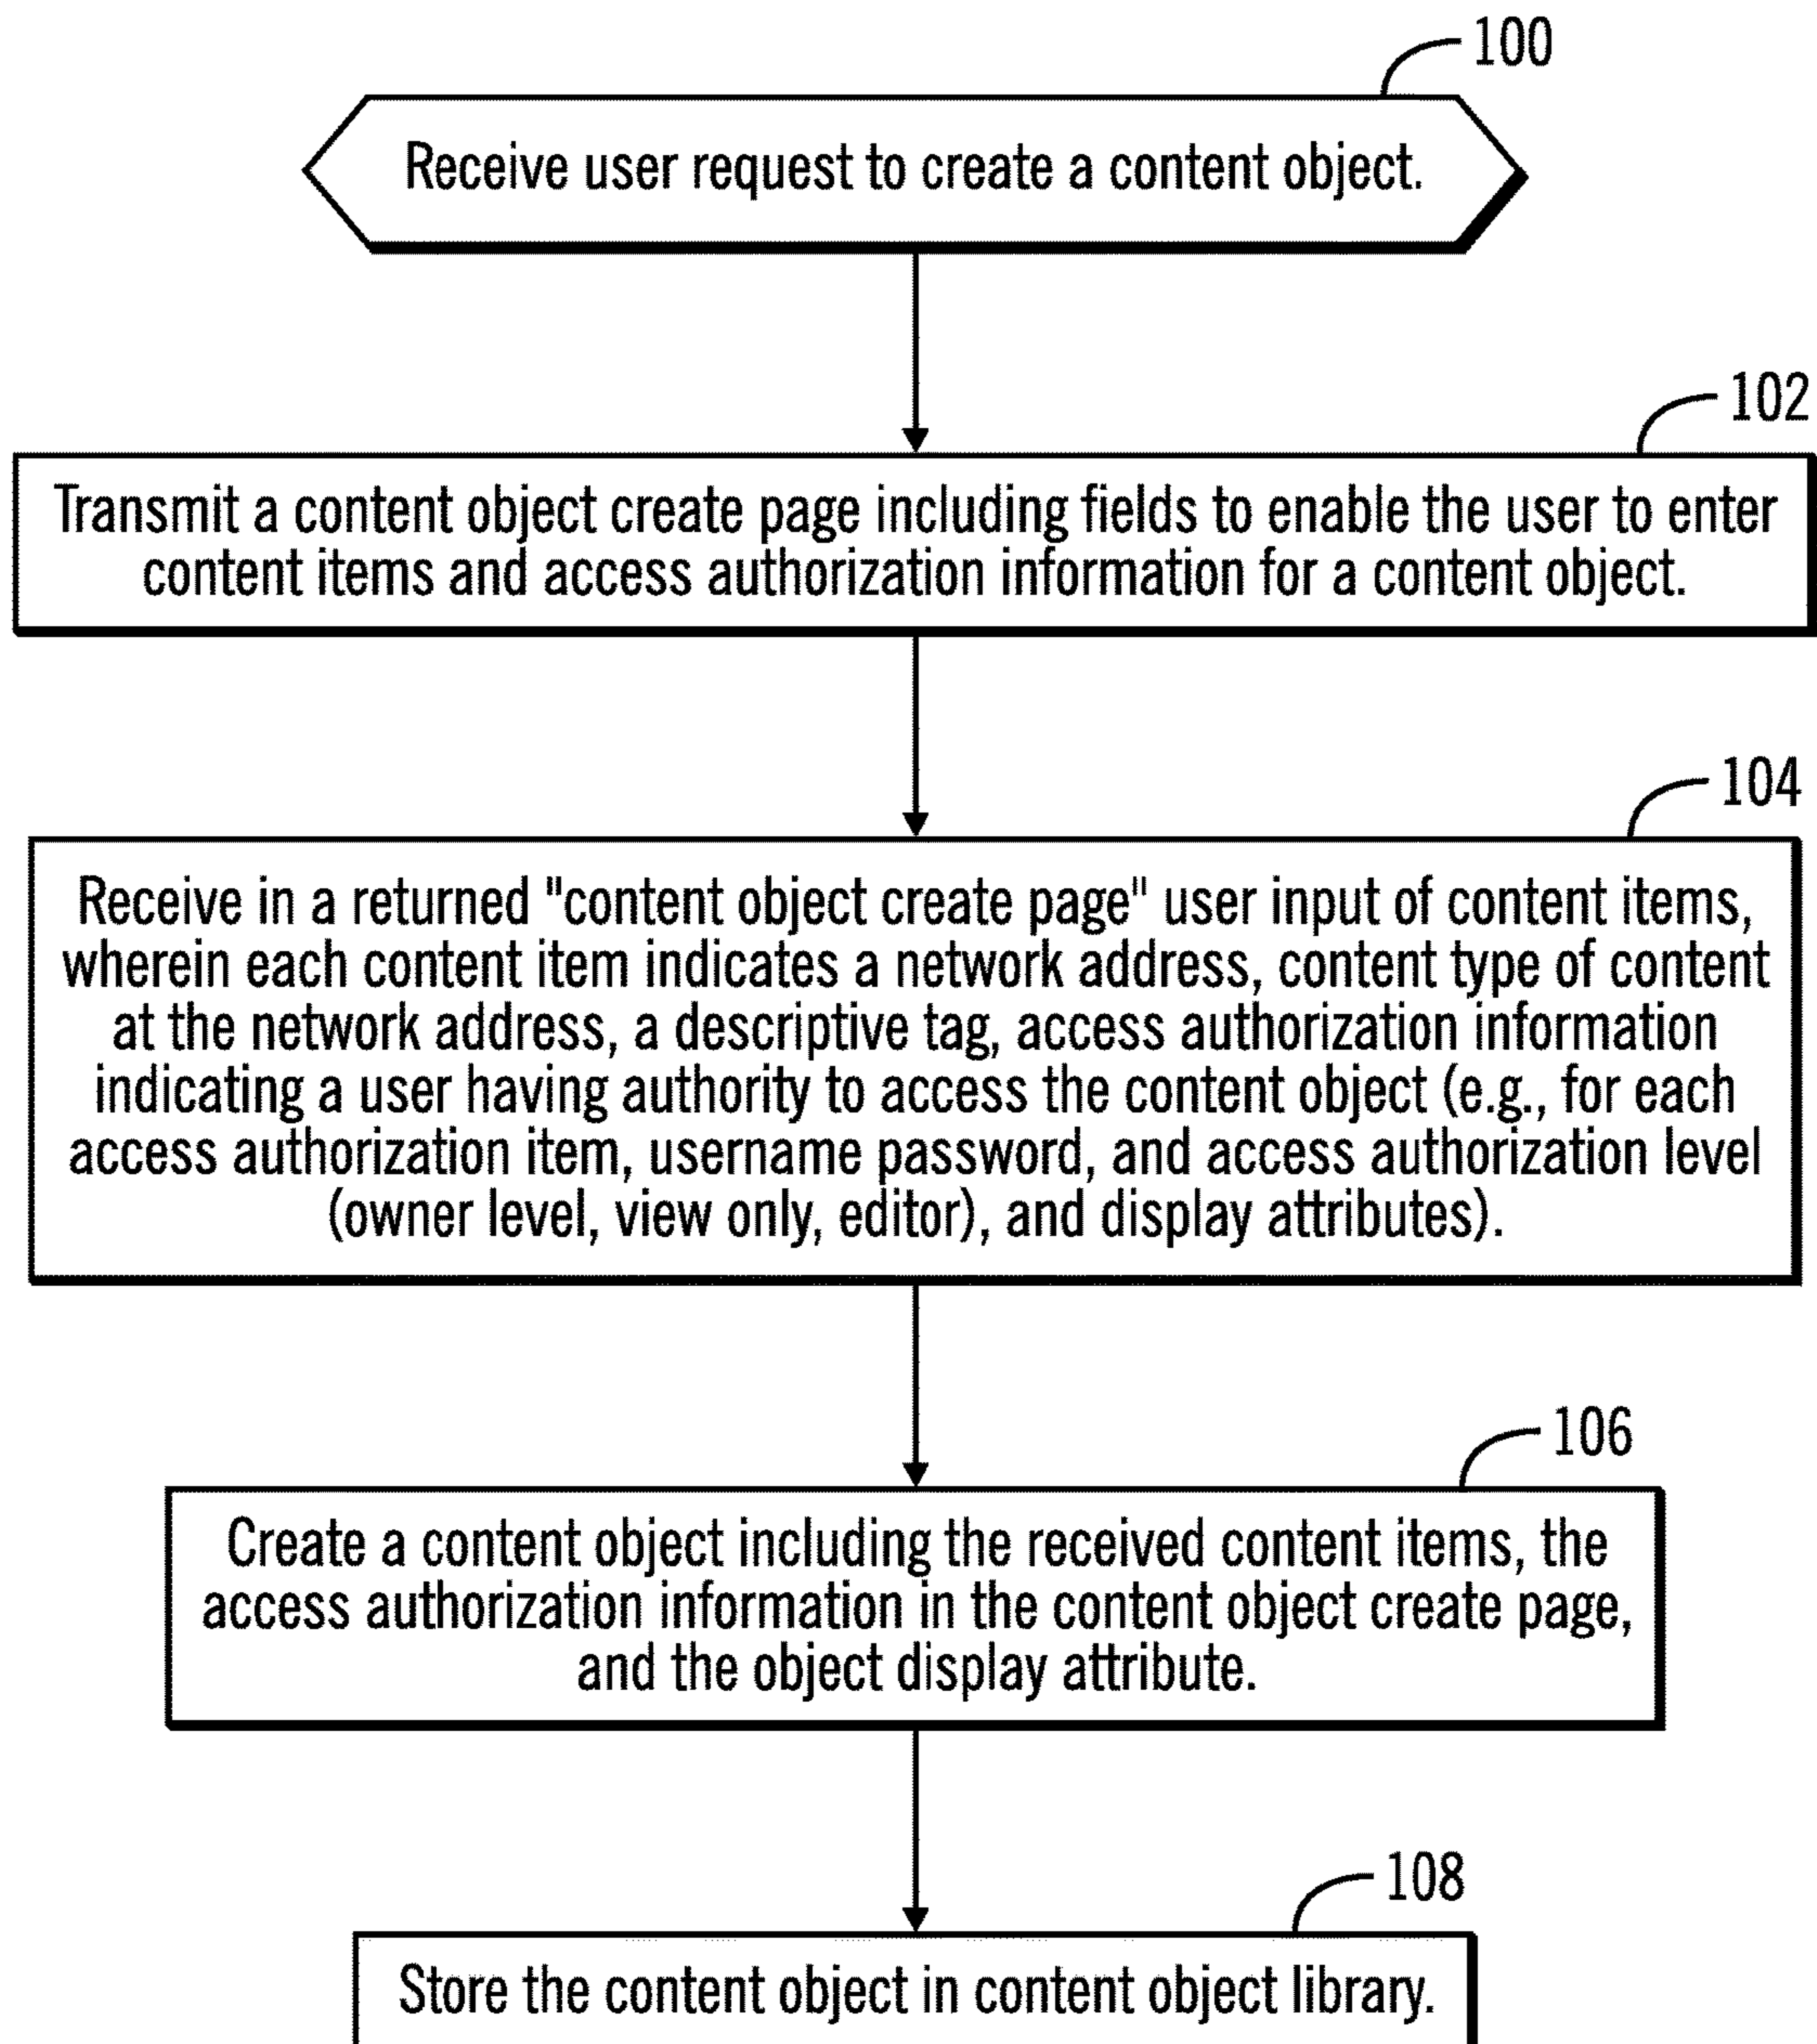 100
Receive user request to create a content object.
102
Transmit a content object create page including fields to enable the user to enter
content items and access authorization information for a content object.
104
Receive in a returned "content object create page" user input of content items,
wherein each content item indicates a network address, content type of content
at the network address, a descriptive tag, access authorization information
indicating a user having authority to access the content object (e.g., for each
access authorization item, username password, and access authorization level
(owner level, view only, editor), and display attributes).
106
Create a content object including the received content items, the
access authorization information in the content object create page,
and the object display attribute.
108
Store the content object in content object library.